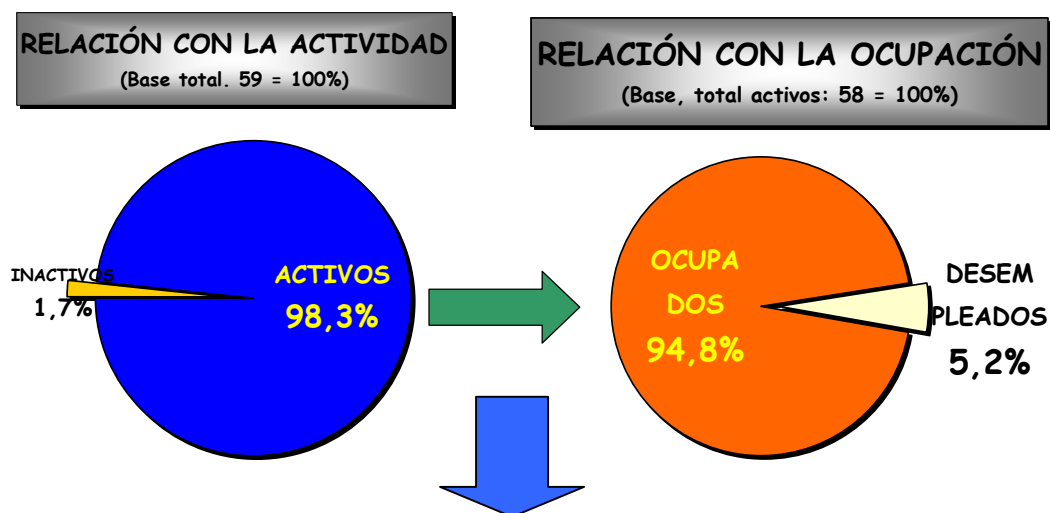 RELACIÓN CON LA ACTIVIDAD
(Base total. 59 = 100%)
RELACIÓN CON LA OCUPACIÓN
(Base, total activos: 58 = 100%)
INACTIVOS
1,7%
ACTIVOS
98,3%
OCUPA
DOS
94,8%
DESEM
PLEADOS
5,2%